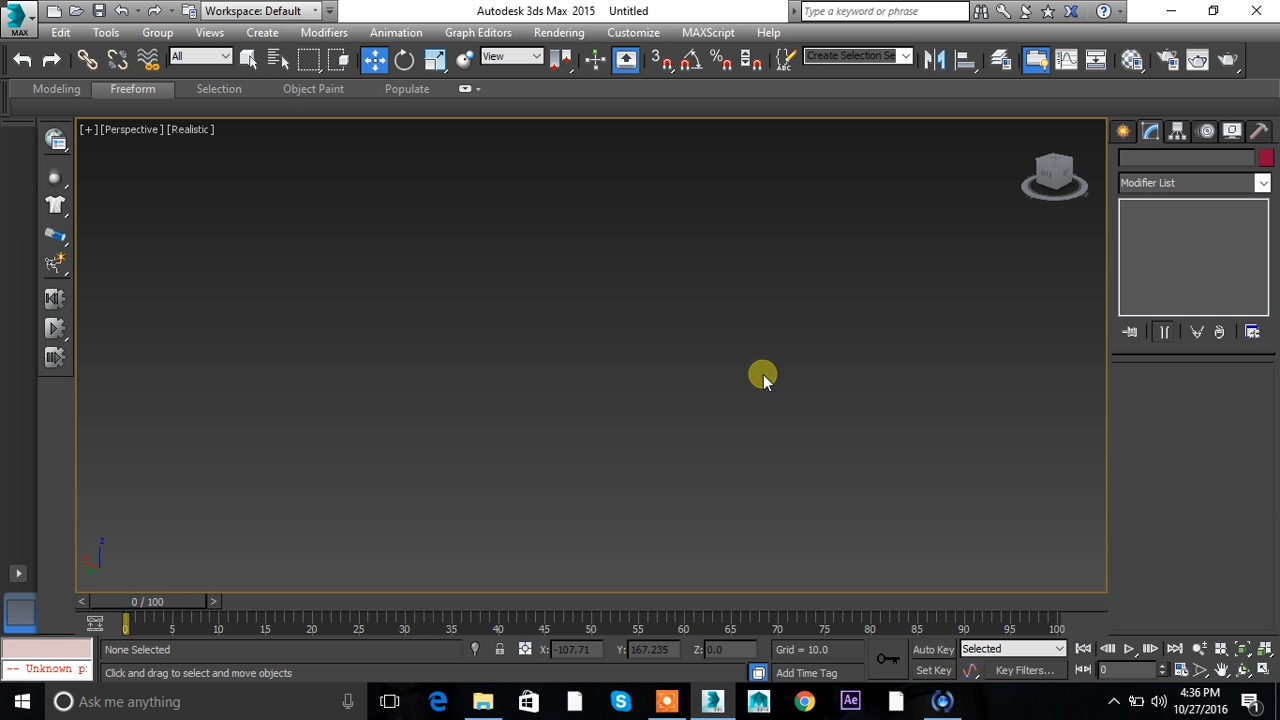 Workspace: Default
Autodesk 3ds Max 2015 Untitled
Type a keyword or phrase
MAX
Edit Tools Group Views Create Modifiers Animation Graph Editors Rendering Customize MAXScript Help
All
View
3
Create Selection Se
Modeling Freeform Selection Object Paint Populate
[+] [Perspective] [Realistic]
Modifier List
z
< 0 / 100 >
0 5 10 15 20 25 30 35 40 45 50 55 60 65 70 75 80 85 90 95 100
None Selected X: -107.71 Y: 167.235 Z: 0.0 Grid = 10.0 Auto Key Selected
-- Unknown p: Click and drag to select and move objects Add Time Tag Set Key Key Filters... 0
Ask me anything
Ae
4:36 PM
10/27/2016
1